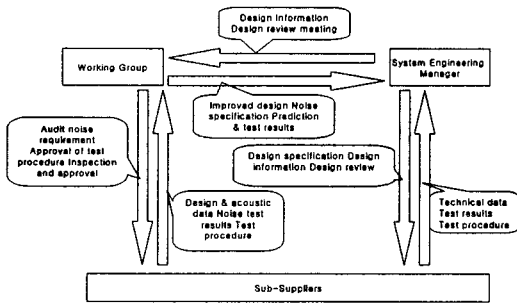 Design Information
Design review meeting
Working Group
System Engineering
Manager
Improved design Noise
specification Prediction
& test results
Audit noise
requirement
Approval of test
procedure Inspection
and approval
Design specification Design
information Design review
Design & acoustic
data Noise test
results Test
procedure
Technical data
Test results
Test procedure
Sub-Suppliers